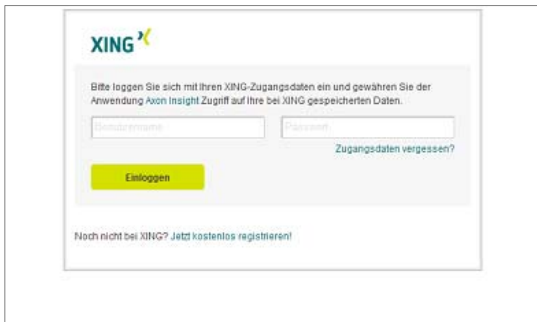 XING
Bitte loggen Sie sich mit Ihren XING-Zugangsdaten ein und gewähren Sie der
Anwendung Axon Insight Zugriff auf Ihre bei XING gespeicherten Daten.
Benutzername Passwort
Zugangsdaten vergessen?
Einloggen
Noch nicht bei XING? Jetzt kostenlos registrieren!